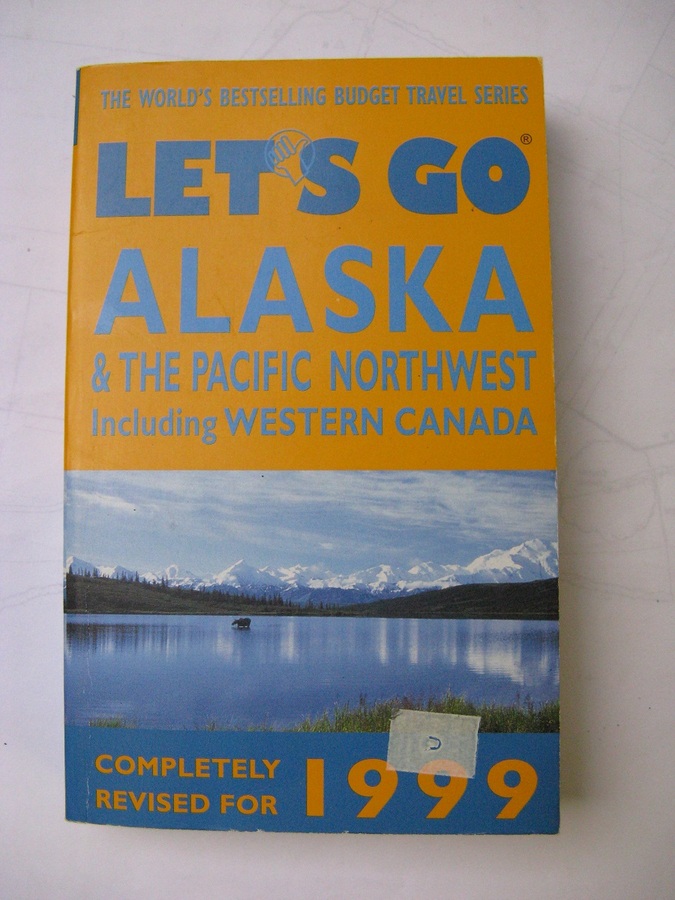 THE WORLD'S BESTSELLING BUDGET TRAVEL SERIES
LET'S GO®
ALASKA
& THE PACIFIC NORTHWEST
Including WESTERN CANADA
COMPLETELY
REVISED FOR
1999